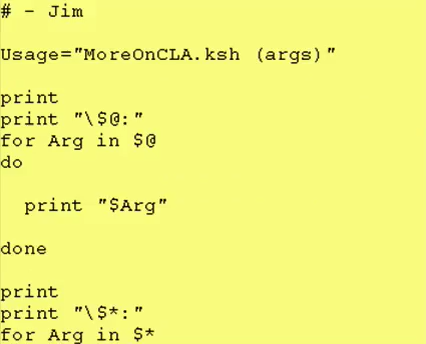 # - Jim
Usage="MoreOnCLA.ksh (args)"
print
print "\$@:"
for Arg in $@
do
print "$Arg"
done
print
print "\$*:"
for Arg in $*